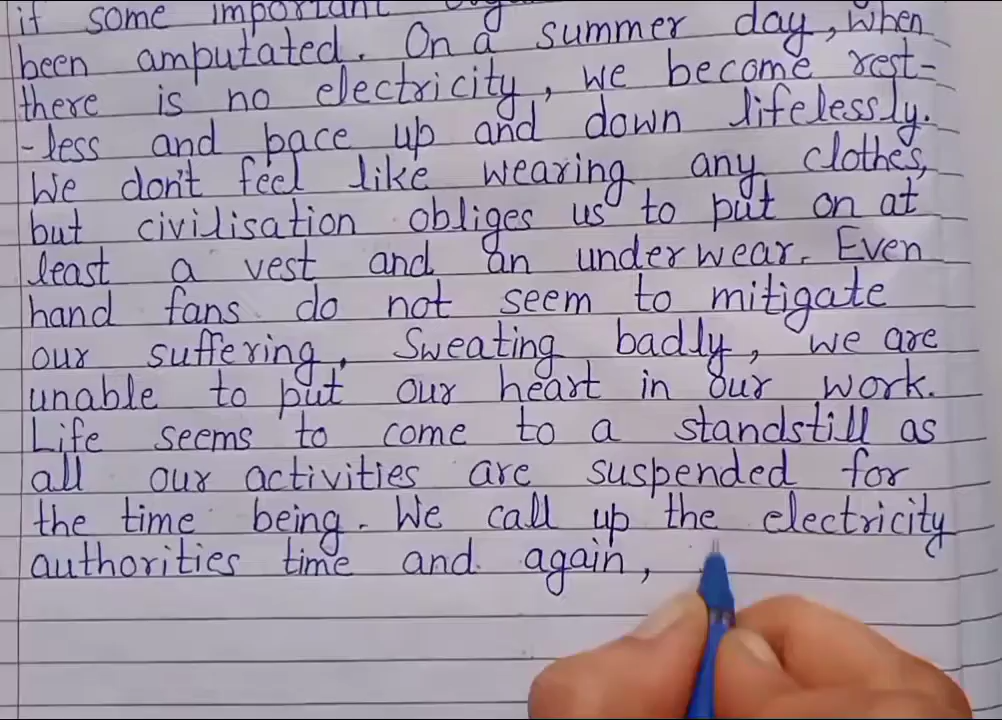 if some important
been amputated. On a summer day, when
there is no electricity, we become rest-
-less and pace up and down lifelessly.
We don't feel like wearing any clothes,
but civilisation obliges us to put on at
least a vest and an underwear. Even
hand fans do not seem to mitigate
our suffering. Sweating badly, we are
unable to put our heart in our work.
Life seems to come to a standstill as
all our activities are suspended for
the time being. We call up the electricity
authorities time and again,